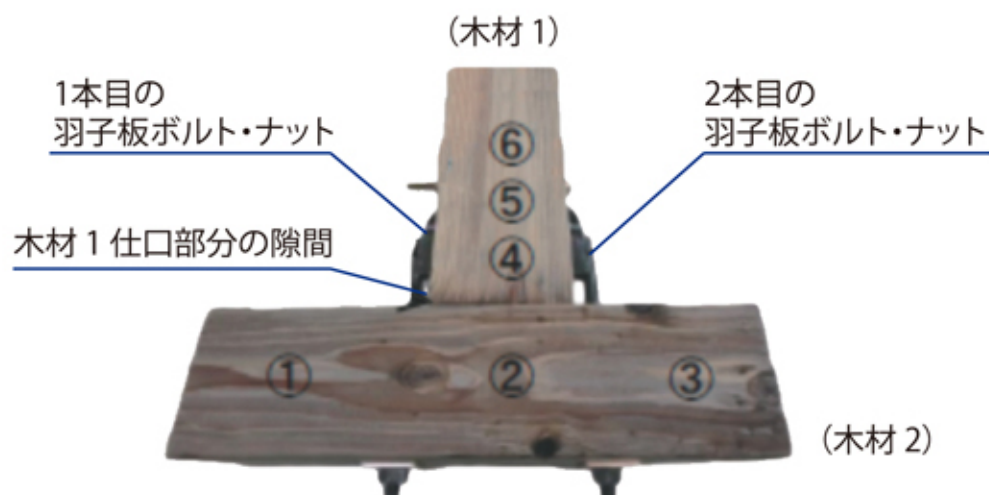 (木材 1)
1本目の
羽子板ボルト・ナット
2本目の
羽子板ボルト・ナット
木材 1 仕口部分の隙間
⑥
⑤
④
① ② ③
(木材 2)